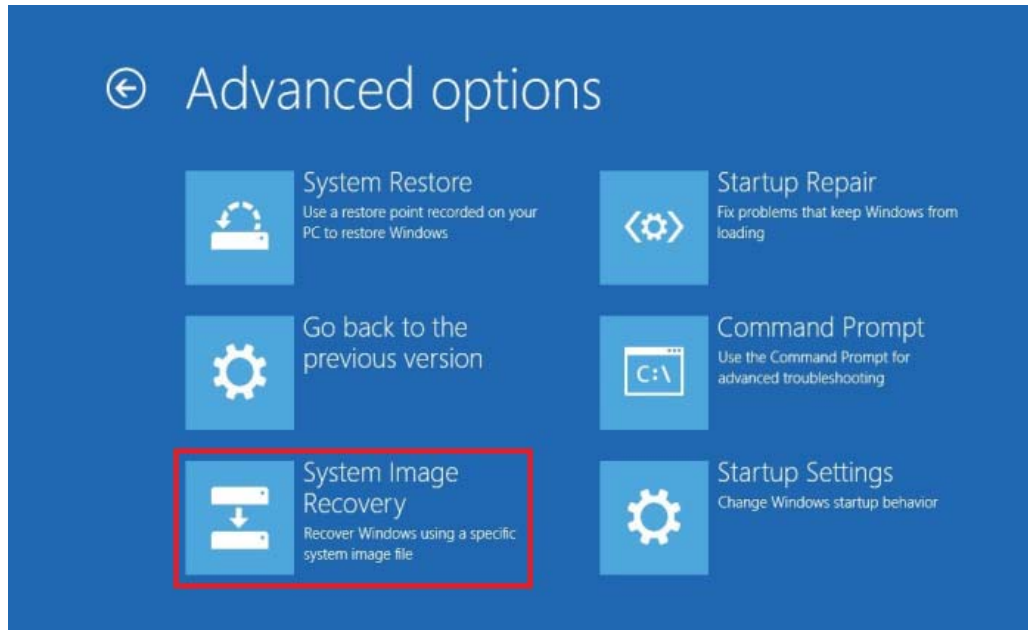 Advanced options
System Restore
Use a restore point recorded on your
PC to restore Windows
Go back to the
previous version
System Image
Recovery
Recover Windows using a specific
system image file
Startup Repair
Fix problems that keep Windows from
loading
C:\
Command Prompt
Use the Command Prompt for
advanced troubleshooting
Startup Settings
Change Windows startup behavior